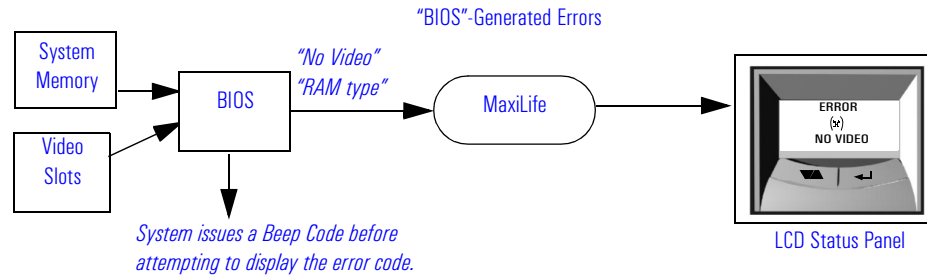 "BIOS"-Generated Errors
System
Memory
Video
Slots
BIOS
"No Video"
"RAM type"
MaxiLife
ERROR
(x)
NO VIDEO
LCD Status Panel
System issues a Beep Code before
attempting to display the error code.